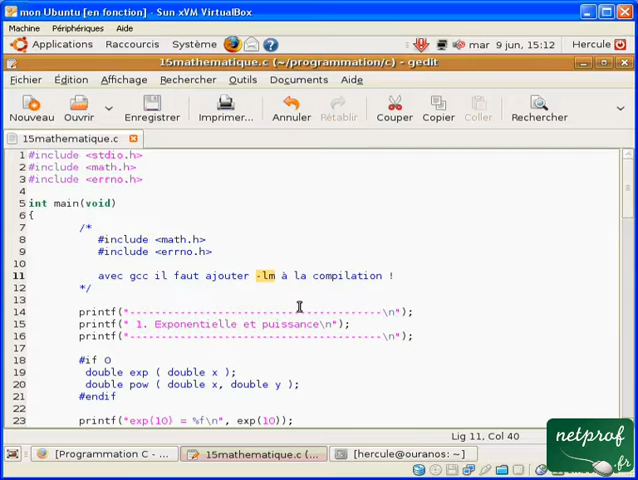 mon Ubuntu [en fonction] - Sun xVM VirtualBox
Machine Périphériques Aide
Applications Raccourcis Système mar 9 jun, 15:12 Hercule
15mathematique.c (~/programmation/c) - gedit
Fichier Édition Affichage Rechercher Outils Documents Aide
Nouveau Ouvrir Enregistrer Imprimer... Annuler Rétablir Couper Copier Coller Rechercher
15mathematique.c
1 #include <stdio.h>
2 #include <math.h>
3 #include <errno.h>
4
5 int main(void)
6 {
7 /*
8 #include <math.h>
9 #include <errno.h>
10
11 avec gcc il faut ajouter -lm à la compilation !
12 */
13
14 printf("----------------------------------------\n");
15 printf(" 1. Exponentielle et puissance\n");
16 printf("----------------------------------------\n");
17
18 #if 0
19 double exp ( double x );
20 double pow ( double x, double y );
21 #endif
22
23 printf("exp(10) = %f\n", exp(10));
Lig 11, Col 40
[Programmation C - ... 15mathematique.c (~/... [hercule@ouranos: ~]
netprof
.fr